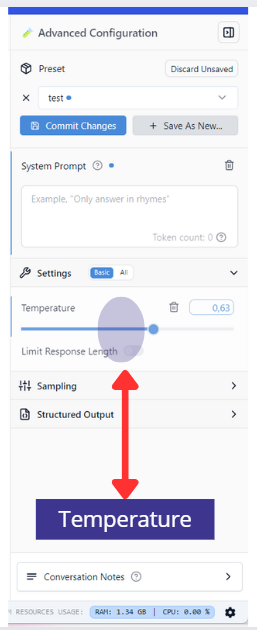 Advanced Configuration
Preset
Discard Unsaved
test
Commit Changes
+ Save As New...
System Prompt
Example, "Only answer in rhymes"
Token count: 0
Settings
Basic
All
Temperature
0,63
Limit Response Length
Sampling
Structured Output
Temperature
Conversation Notes
RESOURCES USAGE:
RAM: 1.34 GB | CPU: 0.00 %